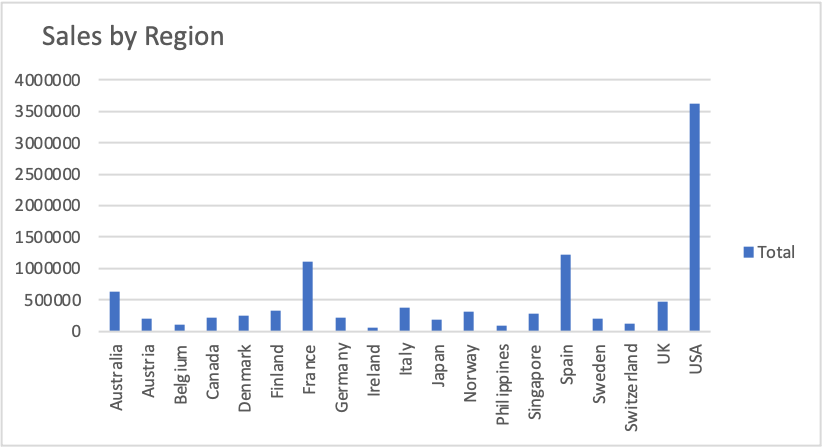 Sales by Region
4000000
3500000
3000000
2500000
2000000
1500000
1000000
500000
0
Australia
Austria
Belgium
Canada
Denmark
Finland
France
Germany
Ireland
Italy
Japan
Norway
Philippines
Singapore
Spain
Sweden
Switzerland
UK
USA
Total